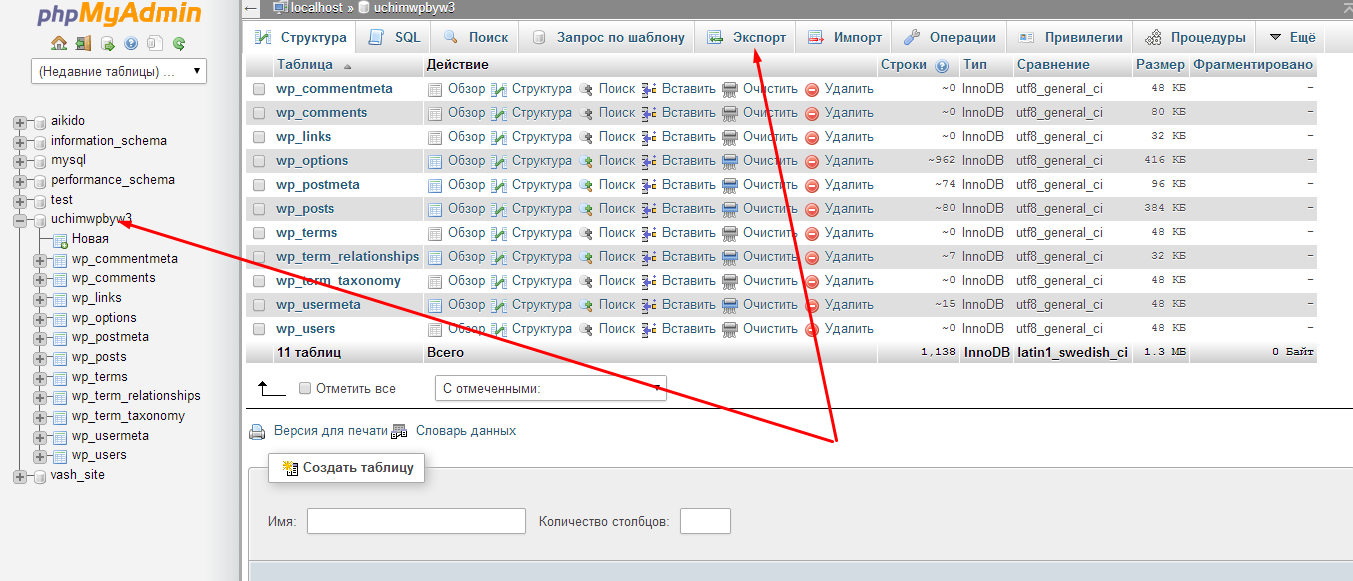 phpMyAdmin
(Недавние таблицы) ...
aikido
information_schema
mysql
performance_schema
test
uchimwpbyw3
Новая
wp_commentmeta
wp_comments
wp_links
wp_options
wp_postmeta
wp_posts
wp_terms
wp_term_relationships
wp_term_taxonomy
wp_usermeta
wp_users
vash_site
localhost » uchimwpbyw3
Структура SQL Поиск Запрос по шаблону Экспорт Импорт Операции Привилегии Процедуры Ещё
Таблица Действие Строки Тип Сравнение Размер Фрагментировано
wp_commentmeta Обзор Структура Поиск Вставить Очистить Удалить ~0 InnoDB utf8_general_ci 48 КБ -
wp_comments Обзор Структура Поиск Вставить Очистить Удалить ~0 InnoDB utf8_general_ci 80 КБ -
wp_links Обзор Структура Поиск Вставить Очистить Удалить ~0 InnoDB utf8_general_ci 32 КБ -
wp_options Обзор Структура Поиск Вставить Очистить Удалить ~962 InnoDB utf8_general_ci 416 КБ -
wp_postmeta Обзор Структура Поиск Вставить Очистить Удалить ~74 InnoDB utf8_general_ci 96 КБ -
wp_posts Обзор Структура Поиск Вставить Очистить Удалить ~80 InnoDB utf8_general_ci 384 КБ -
wp_terms Обзор Структура Поиск Вставить Очистить Удалить ~0 InnoDB utf8_general_ci 48 КБ -
wp_term_relationships Обзор Структура Поиск Вставить Очистить Удалить ~7 InnoDB utf8_general_ci 32 КБ -
wp_term_taxonomy Обзор Структура Поиск Вставить Очистить Удалить ~0 InnoDB utf8_general_ci 48 КБ -
wp_usermeta Обзор Структура Поиск Вставить Очистить Удалить ~15 InnoDB utf8_general_ci 48 КБ -
wp_users Обзор Структура Поиск Вставить Очистить Удалить ~0 InnoDB utf8_general_ci 48 КБ -
11 таблиц Всего 1,138 InnoDB latin1_swedish_ci 1.3 МБ 0 Байт
Отметить все С отмеченными:
Версия для печати Словарь данных
Создать таблицу
Имя: Количество столбцов: